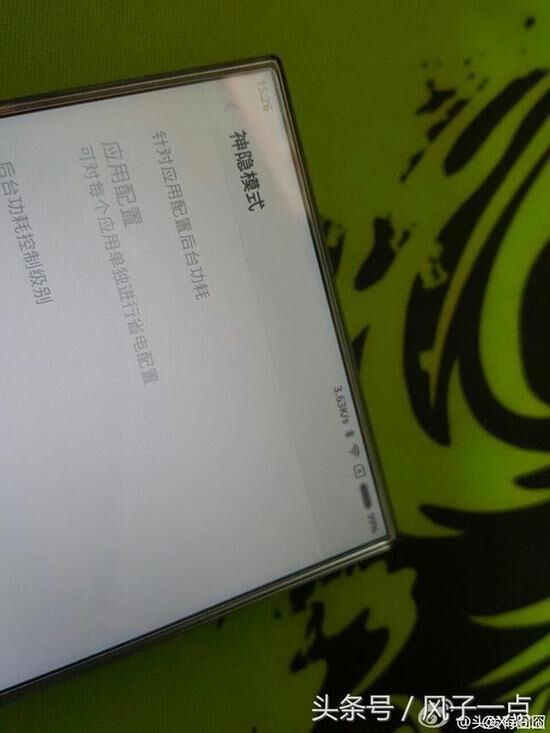 15:26
3.63K/s
99%
神隐模式
针对应用配置后台功耗
应用配置
可对每个应用单独进行省电配置
后台功耗控制级别
头条号 / 风子一点